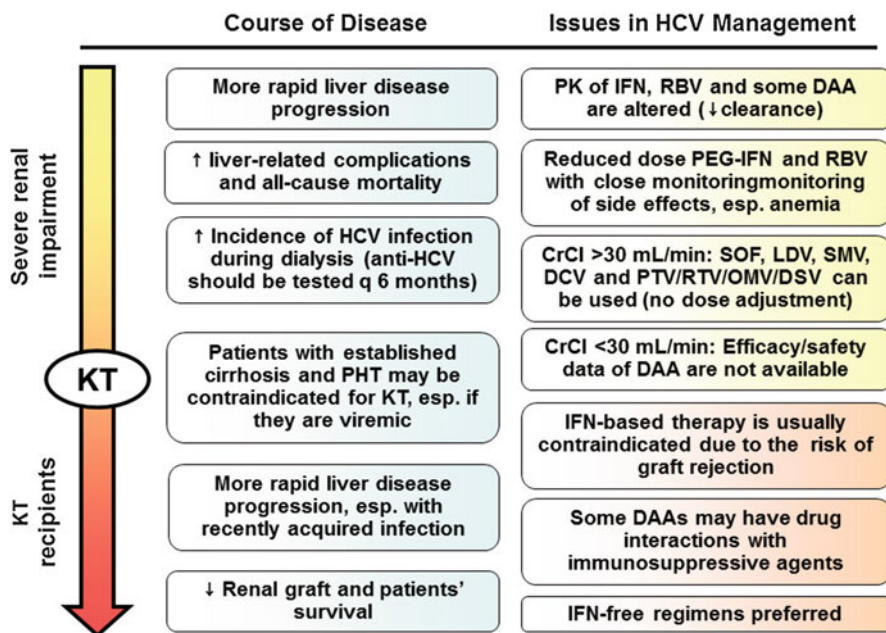 Course of Disease
Issues in HCV Management
Severe renal
impairment
KT
KT
recipients
More rapid liver disease
progression
↑ liver-related complications
and all-cause mortality
↑ Incidence of HCV infection
during dialysis (anti-HCV
should be tested q 6 months)
Patients with established
cirrhosis and PHT may be
contraindicated for KT, esp. if
they are viremic
More rapid liver disease
progression, esp. with
recently acquired infection
↓ Renal graft and patients'
survival
PK of IFN, RBV and some DAA
are altered (↓clearance)
Reduced dose PEG-IFN and RBV
with close monitoringmonitoring
of side effects, esp. anemia
CrCl >30 mL/min: SOF, LDV, SMV,
DCV and PTV/RTV/OMV/DSV can
be used (no dose adjustment)
CrCl <30 mL/min: Efficacy/safety
data of DAA are not available
IFN-based therapy is usually
contraindicated due to the risk of
graft rejection
Some DAAs may have drug
interactions with
immunosuppressive agents
IFN-free regimens preferred